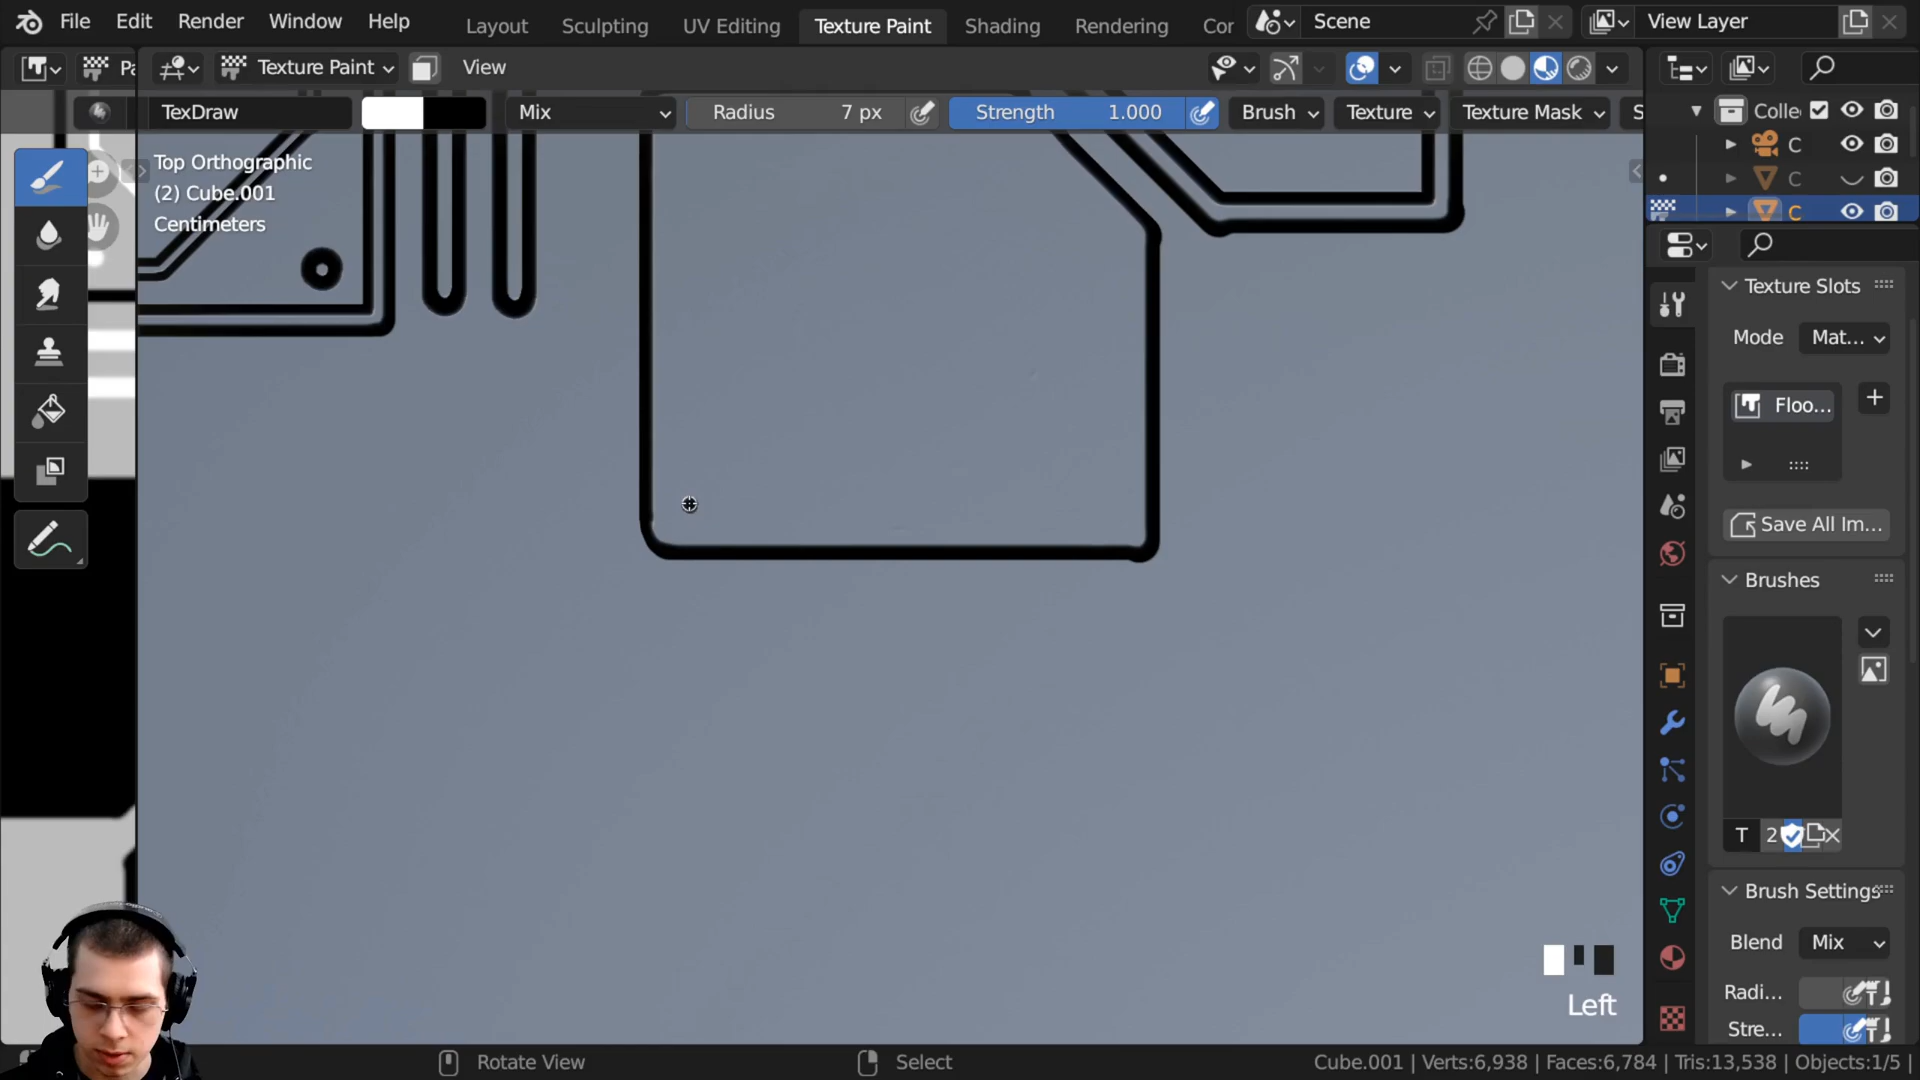 File Edit Render Window Help Layout Sculpting UV Editing Texture Paint Shading Rendering Cor Scene View Layer
Pa Texture Paint View
TexDraw Mix Radius 7 px Strength 1.000 Brush Texture Texture Mask S
Top Orthographic
(2) Cube.001
Centimeters
Colle
C
C
C
Texture Slots
Mode Mat...
Floo...
Save All Im...
Brushes
T 2
Brush Settings
Blend Mix
Radi...
Stre...
Left
Rotate View Select Cube.001 | Verts:6,938 | Faces:6,784 | Tris:13,538 | Objects:1/5 |